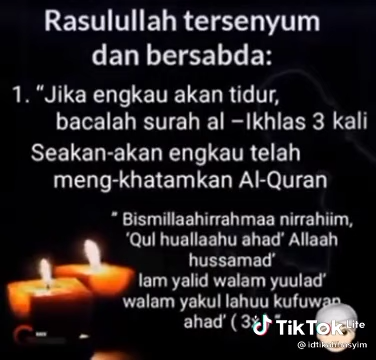 Rasulullah tersenyum
dan bersabda:
1. “Jika engkau akan tidur,
bacalah surah al –Ikhlas 3 kali
Seakan-akan engkau telah
meng-khatamkan Al-Quran
“ Bismillaahirrahmaa nirrahiim,
‘Qul huallaahu ahad’ Allaah
hussamad’
lam yalid walam yuulad’
walam yakul lahuu kufuwan
ahad’ ( 3x
TikTok Lite